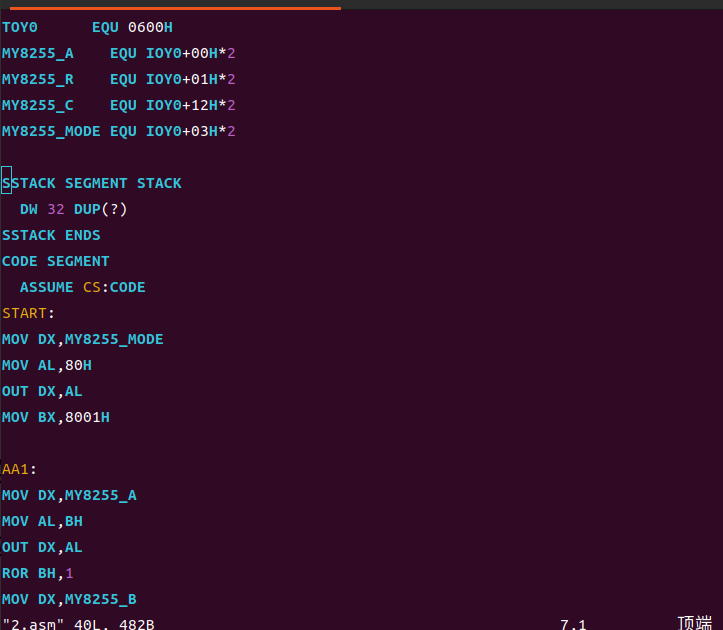 TOY0      EQU 0600H
MY8255_A    EQU IOY0+00H*2
MY8255_R    EQU IOY0+01H*2
MY8255_C    EQU IOY0+12H*2
MY8255_MODE EQU IOY0+03H*2
SSTACK SEGMENT STACK
  DW 32 DUP(?)
SSTACK ENDS
CODE SEGMENT
  ASSUME CS:CODE
START:
MOV DX,MY8255_MODE
MOV AL,80H
OUT DX,AL
MOV BX,8001H
AA1:
MOV DX,MY8255_A
MOV AL,BH
OUT DX,AL
ROR BH,1
MOV DX,MY8255_B
"2.asm" 40L, 482B    7,1    顶端